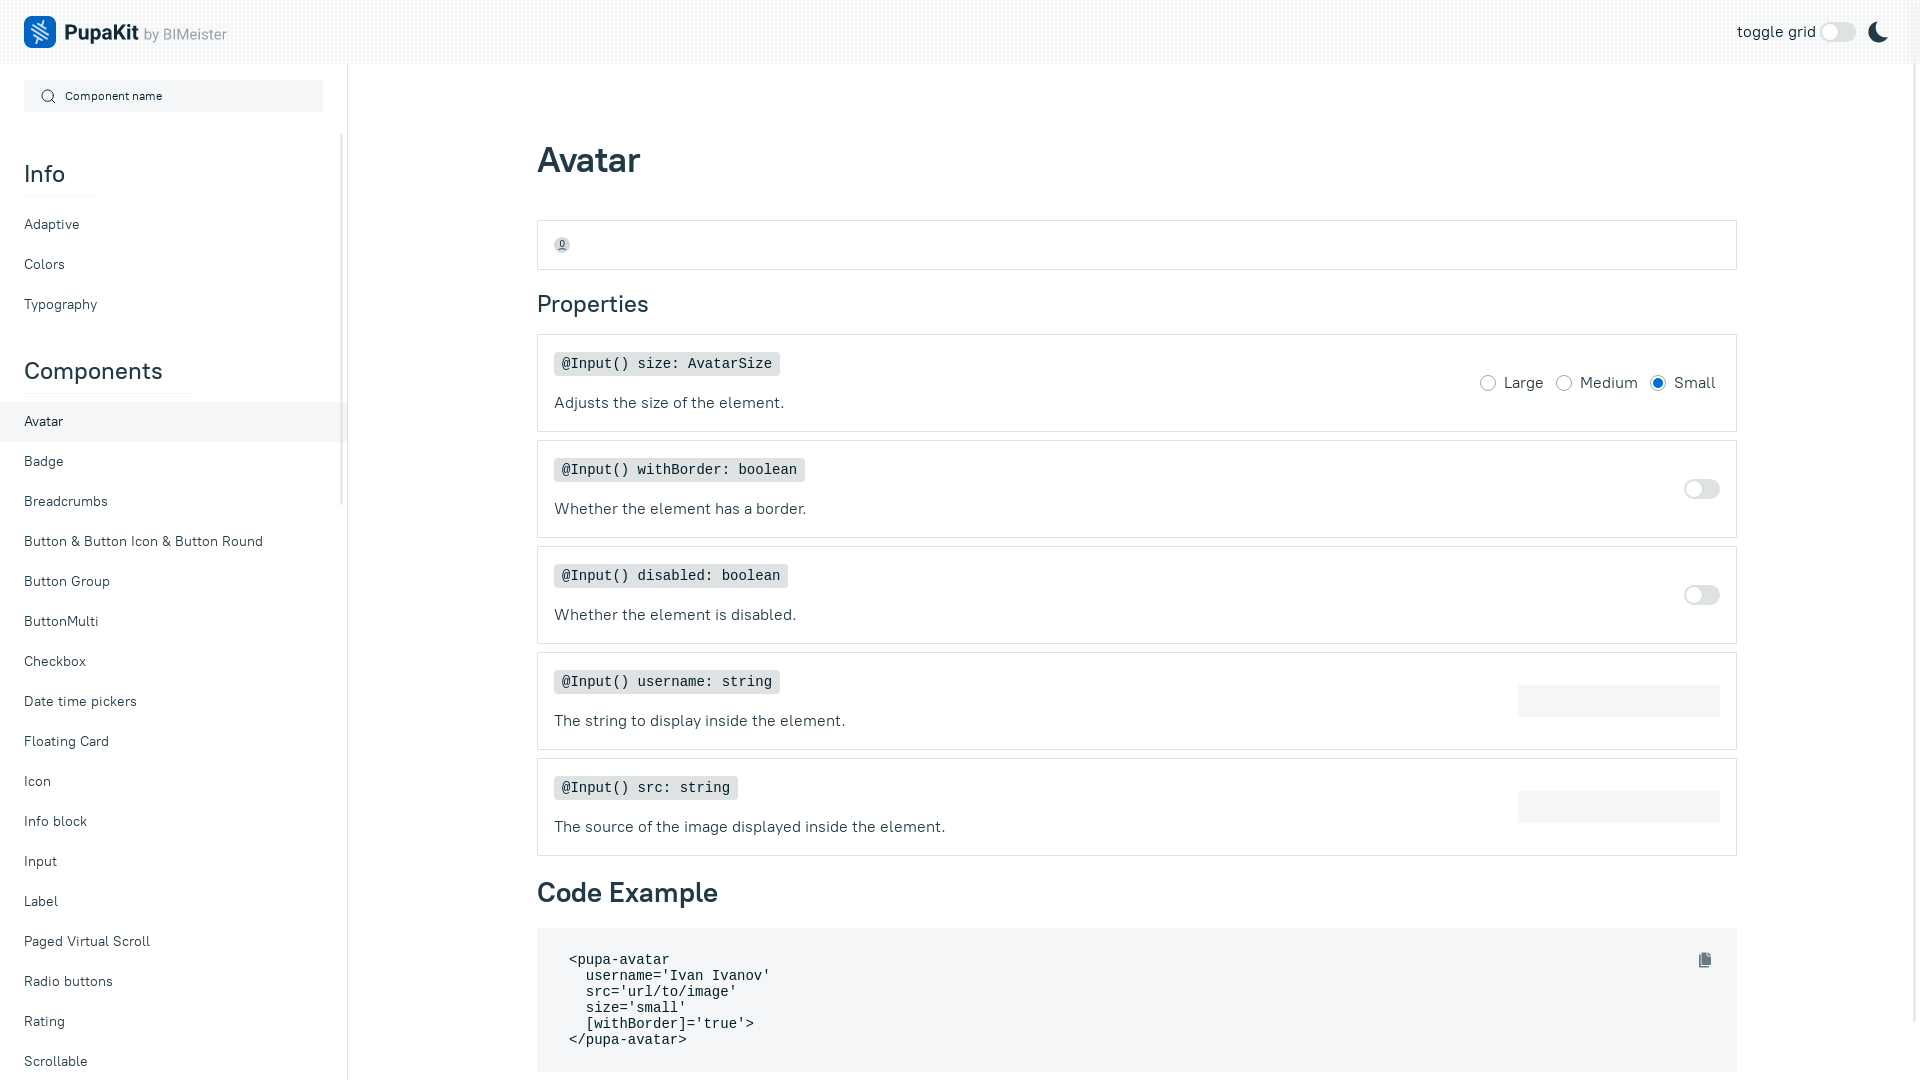 PupaKit by BIMeister
toggle grid
Component name
Info
Adaptive
Colors
Typography
Components
Avatar
Badge
Breadcrumbs
Button & Button Icon & Button Round
Button Group
ButtonMulti
Checkbox
Date time pickers
Floating Card
Icon
Info block
Input
Label
Paged Virtual Scroll
Radio buttons
Rating
Scrollable
Avatar
Properties
@Input() size: AvatarSize
Adjusts the size of the element.
Large Medium Small
@Input() withBorder: boolean
Whether the element has a border.
@Input() disabled: boolean
Whether the element is disabled.
@Input() username: string
The string to display inside the element.
@Input() src: string
The source of the image displayed inside the element.
Code Example
<pupa-avatar
  username='Ivan Ivanov'
  src='url/to/image'
  size='small'
  [withBorder]='true'>
</pupa-avatar>